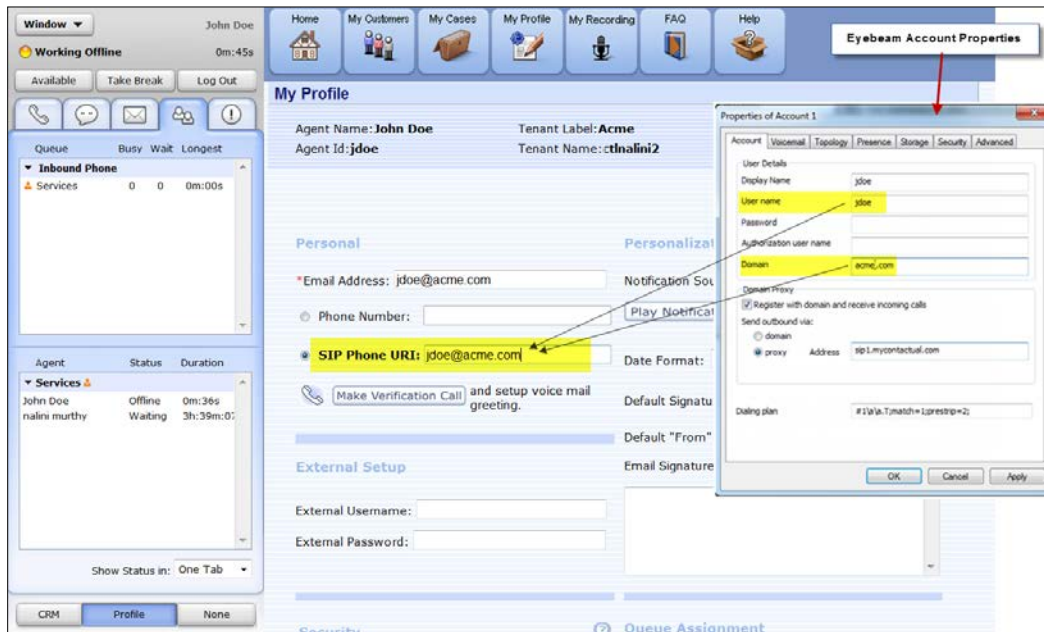 Window
John Doe
Working Offline
0m:45s
Available
Take Break
Log Out
Queue Busy Wait Longest
Inbound Phone
Services 0 0 0m:00s
Agent Status Duration
Services
John Doe Offline 0m:36s
nalini murthy Waiting 3h:39m:0
Show Status in: One Tab
CRM
Profile
None
Home
My Customers
My Cases
My Profile
My Recording
FAQ
Help
My Profile
Agent Name: John Doe
Tenant Label: Acme
Agent Id: jdoe
Tenant Name: ctlnalini2
Personal
*Email Address: jdoe@acme.com
Phone Number:
SIP Phone URI: jdoe@acme.com
Make Verification Call and setup voice mail
greeting.
External Setup
External Username:
External Password:
Security
Personalizat
Notification Sou
Play Notificat
Date Format:
Default Signatu
Default "From"
Email Signature
Queue Assignment
Eyebeam Account Properties
Properties of Account 1
Account Voicemail Topology Presence Storage Security Advanced
User Details
Display Name jdoe
User name jdoe
Password
Authorization user name
Domain acme.com
Domain Proxy
Register with domain and receive incoming calls
Send outbound via:
domain
proxy Address sip1.mycontactual.com
Dialing plan #1\a\a.T;match=1;prestrip=2;
OK
Cancel
Apply